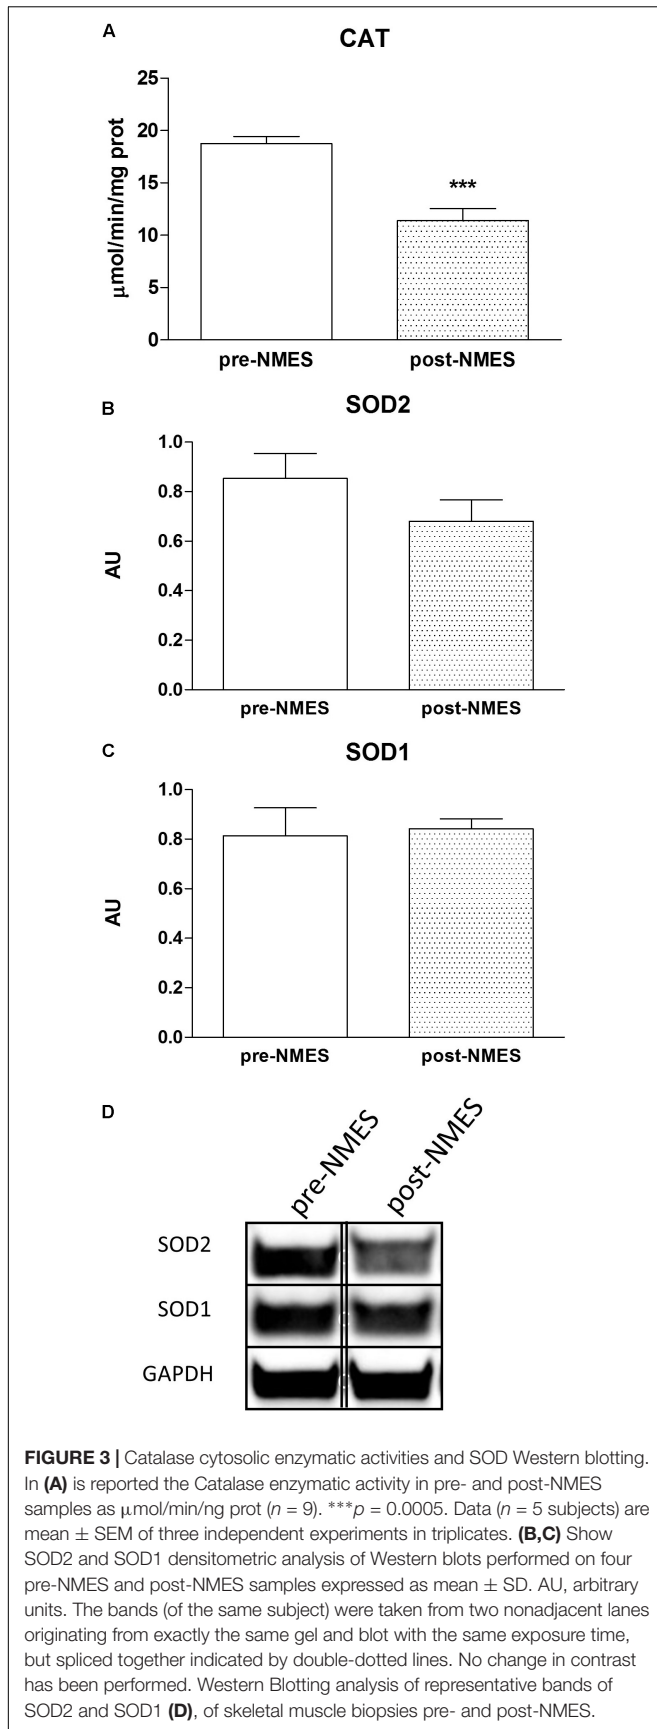 A
CAT
μmol/min/mg prot
25
20
15
10
5
0
***
pre-NMES post-NMES
B
SOD2
AU
1.0
0.8
0.6
0.4
0.2
0.0
pre-NMES post-NMES
C
SOD1
AU
1.0
0.8
0.6
0.4
0.2
0.0
pre-NMES post-NMES
D
pre-NMES post-NMES
SOD2
SOD1
GAPDH
FIGURE 3 | Catalase cytosolic enzymatic activities and SOD Western blotting.
In (A) is reported the Catalase enzymatic activity in pre- and post-NMES
samples as μmol/min/ng prot (n = 9). ***p = 0.0005. Data (n = 5 subjects) are
mean ± SEM of three independent experiments in triplicates. (B,C) Show
SOD2 and SOD1 densitometric analysis of Western blots performed on four
pre-NMES and post-NMES samples expressed as mean ± SD. AU, arbitrary
units. The bands (of the same subject) were taken from two nonadjacent lanes
originating from exactly the same gel and blot with the same exposure time,
but spliced together indicated by double-dotted lines. No change in contrast
has been performed. Western Blotting analysis of representative bands of
SOD2 and SOD1 (D), of skeletal muscle biopsies pre- and post-NMES.